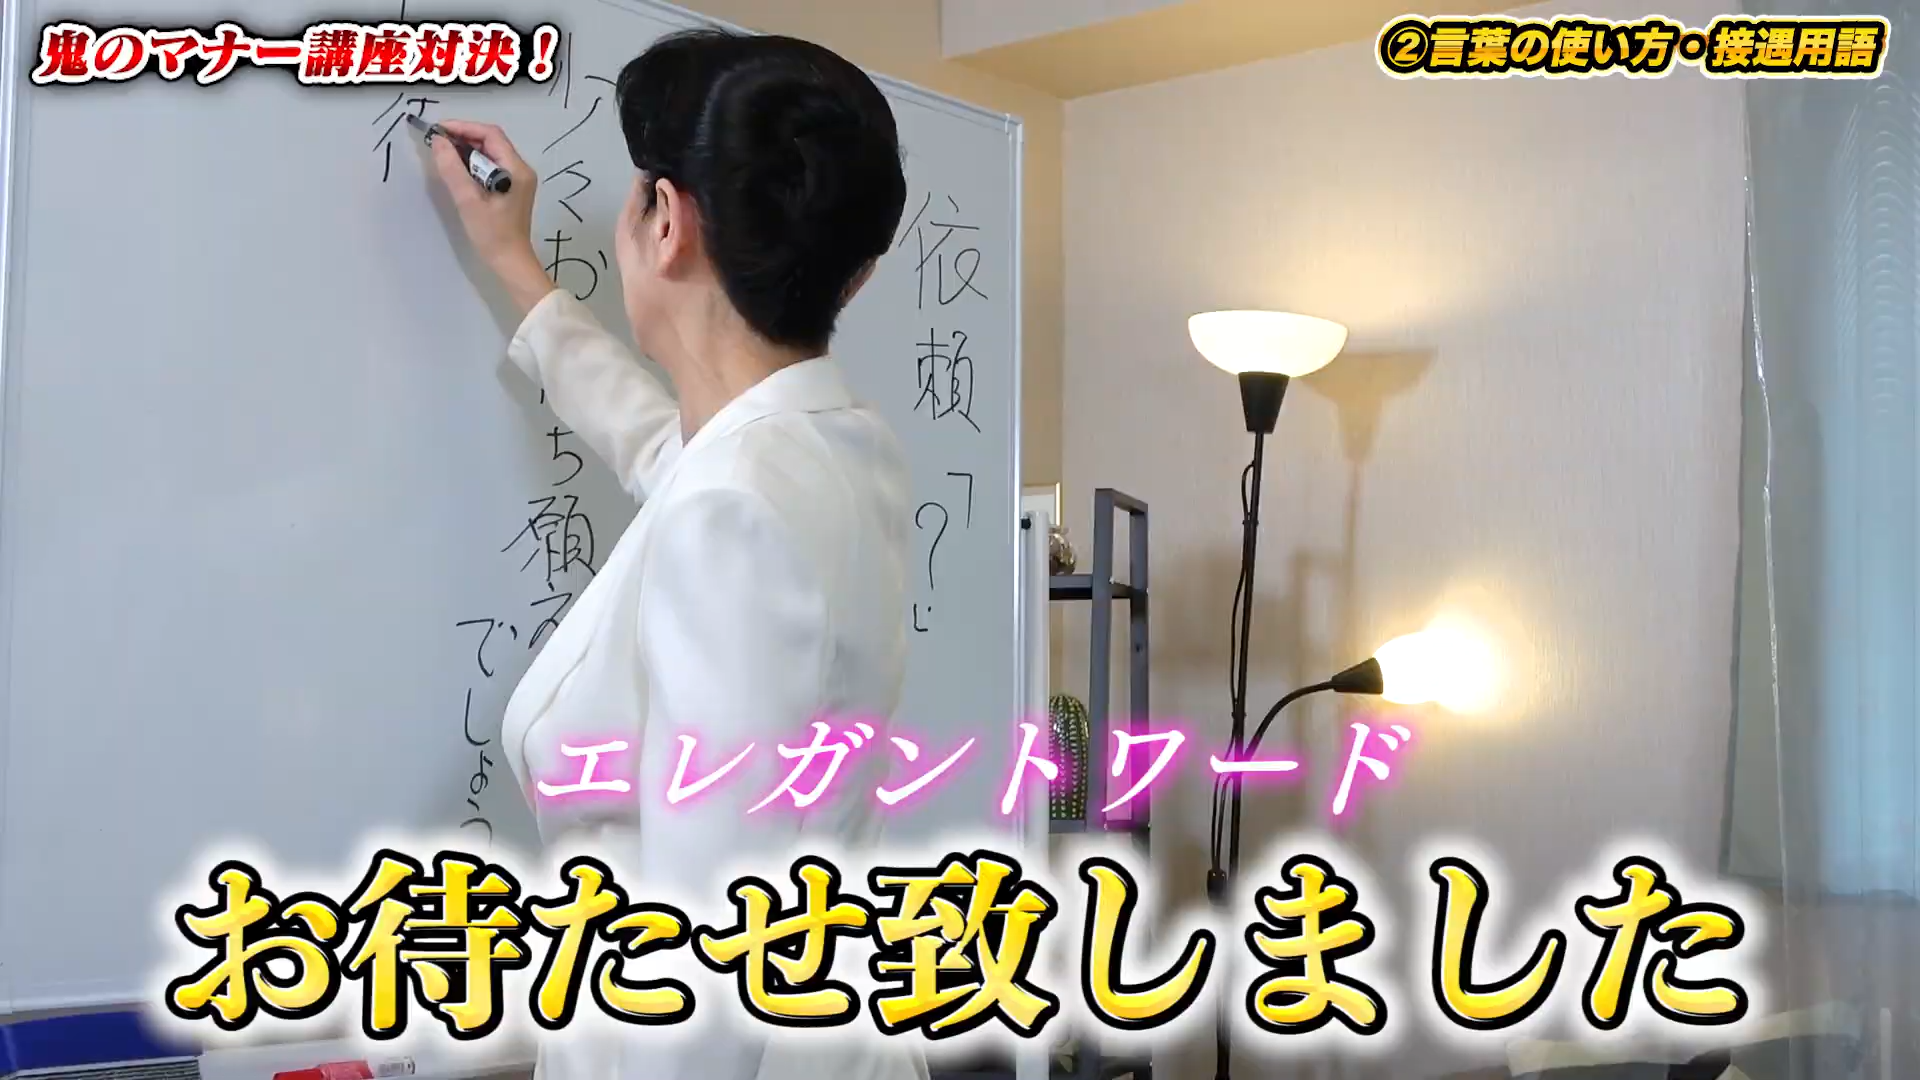 鬼のマナー講座対決！
②言葉の使い方・接遇用語
依頼「?」
少々お
ち願え
でしょう
エレガントワード
お待たせ致しました